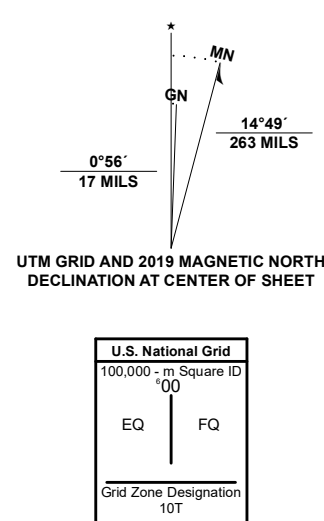 ★
MN
GN
14°49´
263 MILS
0°56´
17 MILS
UTM GRID AND 2019 MAGNETIC NORTH
DECLINATION AT CENTER OF SHEET
U.S. National Grid
100,000 - m Square ID
⁶00
EQ FQ
Grid Zone Designation
10T